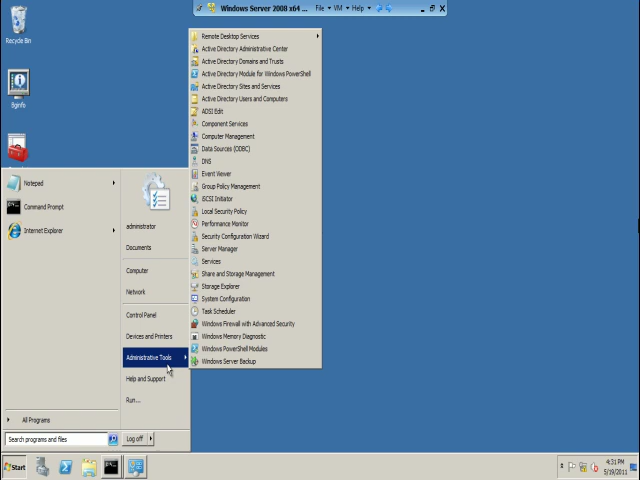 Windows Server 2008 x64 ... File VM Help
Recycle Bin
BgInfo
Notepad
Command Prompt
Internet Explorer
All Programs
Search programs and files
administrator
Documents
Computer
Network
Control Panel
Devices and Printers
Administrative Tools
Help and Support
Run...
Log off
Remote Desktop Services
Active Directory Administrative Center
Active Directory Domains and Trusts
Active Directory Module for Windows PowerShell
Active Directory Sites and Services
Active Directory Users and Computers
ADSI Edit
Component Services
Computer Management
Data Sources (ODBC)
DNS
Event Viewer
Group Policy Management
iSCSI Initiator
Local Security Policy
Performance Monitor
Security Configuration Wizard
Server Manager
Services
Share and Storage Management
Storage Explorer
System Configuration
Task Scheduler
Windows Firewall with Advanced Security
Windows Memory Diagnostic
Windows PowerShell Modules
Windows Server Backup
Start
4:31 PM
5/19/2011